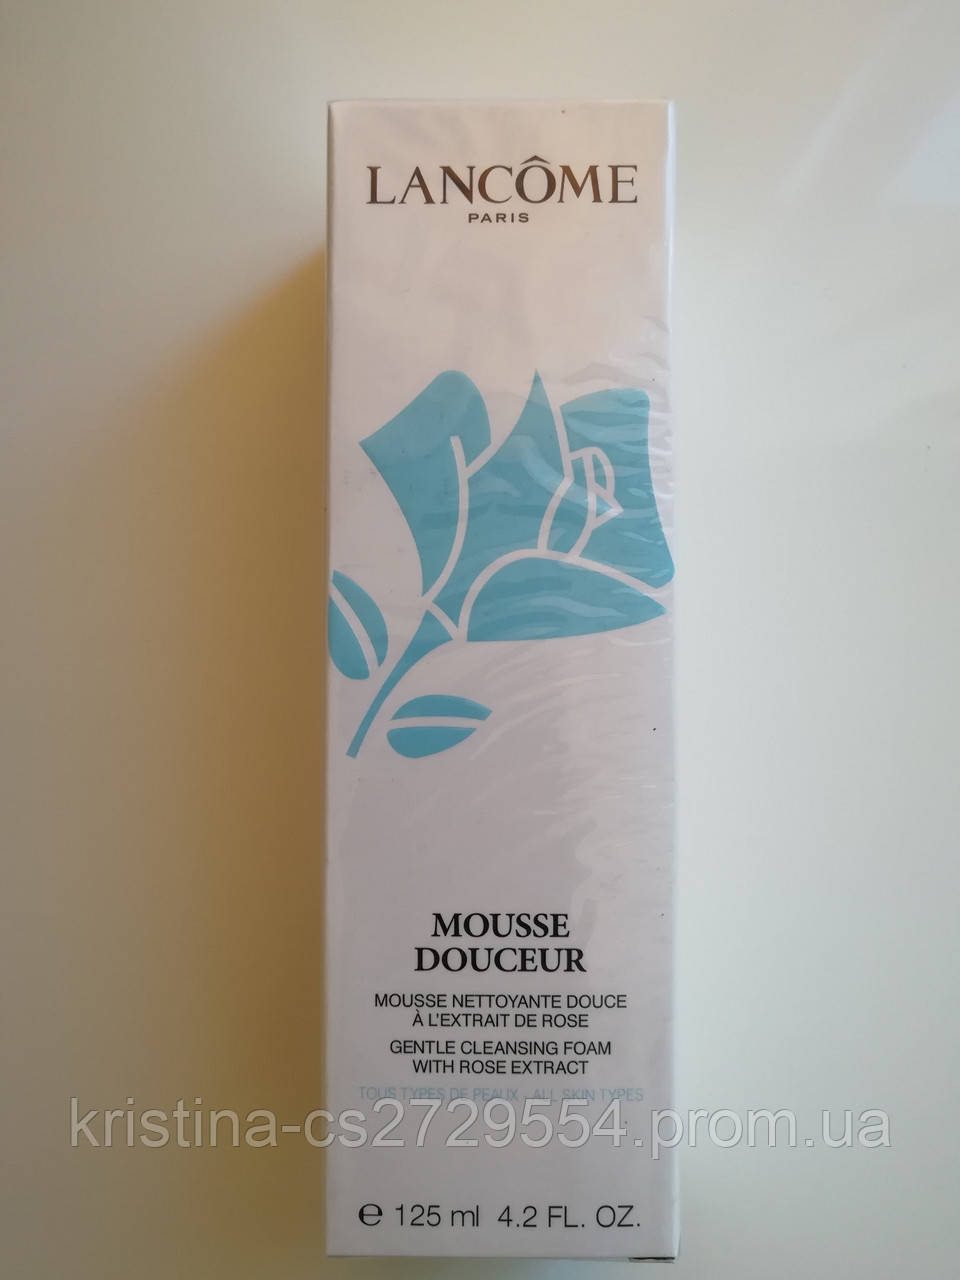 LANCÔME
PARIS
MOUSSE
DOUCEUR
MOUSSE NETTOYANTE DOUCE
À L'EXTRAIT DE ROSE
GENTLE CLEANSING FOAM
WITH ROSE EXTRACT
TOUS TYPES DE PEAUX - ALL SKIN TYPES
kristina-cs2729554.prom.ua
℮ 125 ml 4.2 FL. OZ.